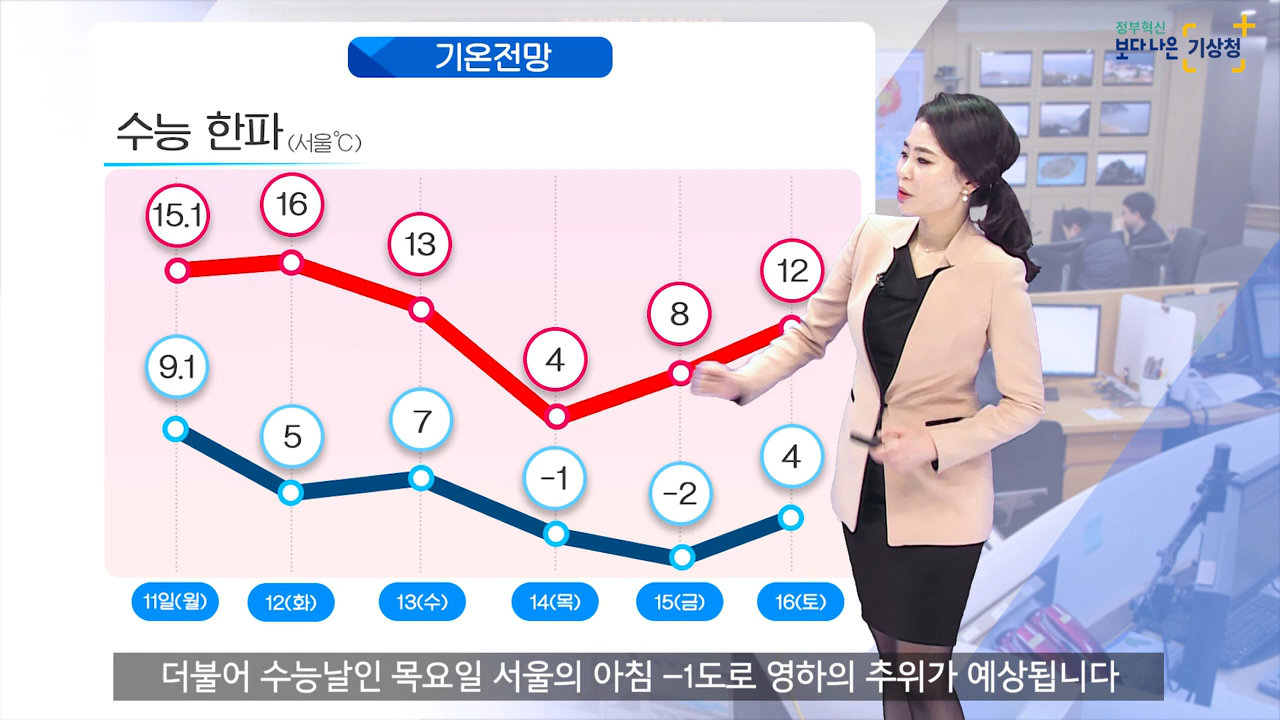 정부혁신
보다나은 기상청
기온전망
수능 한파 (서울℃)
15.1 16 13 4 8 12
9.1 5 7 -1 -2 4
11일(월) 12(화) 13(수) 14(목) 15(금) 16(토)
더불어 수능날인 목요일 서울의 아침 -1도로 영하의 추위가 예상됩니다